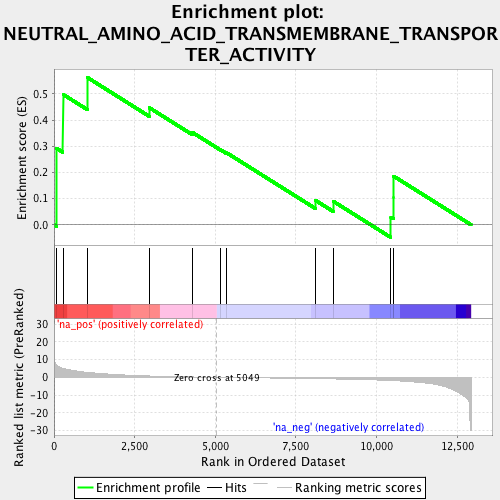 Enrichment plot:
NEUTRAL_AMINO_ACID_TRANSMEMBRANE_TRANSPOR
TER_ACTIVITY
Enrichment score (ES)
0.5
0.4
0.3
0.2
0.1
0.0
'na_pos' (positively correlated)
Ranked list metric (PreRanked)
30
20
10
0
-10
-20
-30
Zero cross at 5049
'na_neg' (negatively correlated)
0
2,500
5,000
7,500
10,000
12,500
Rank in Ordered Dataset
Enrichment profile
Hits
Ranking metric scores